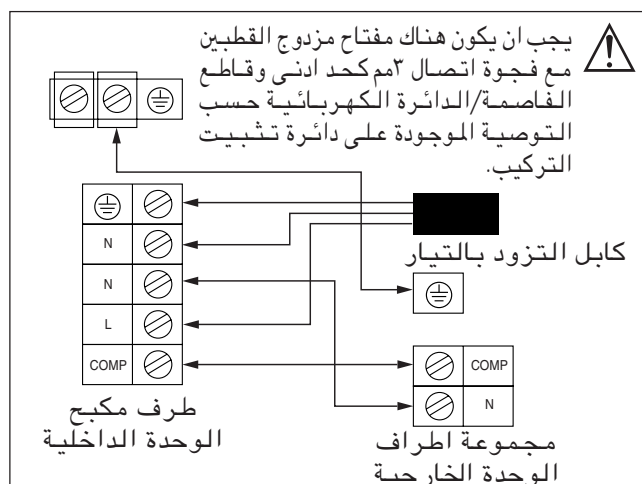 يجب ان يكون هناك مفتاح مزدوج القطبين
مع فجوة اتصال ٣مم كحد ادنى وقاطع
الفاصمة/الدائرة الكهربائية حسب
التوصية الموجودة على دائرة تثبيت
التركيب.
N
N
L
COMP
كابل التزود بالتيار
COMP
N
طرف مكبح
الوحدة الداخلية
مجموعة اطراف
الوحدة الخارجية